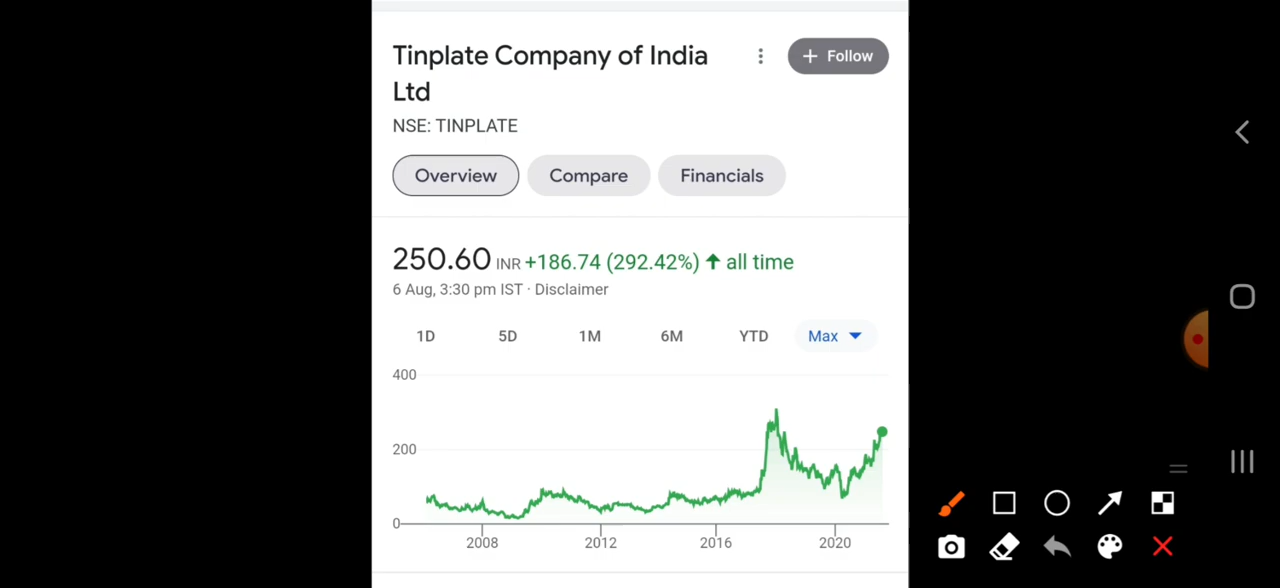 Tinplate Company of India
Ltd
+ Follow
NSE: TINPLATE
Overview Compare Financials
250.60 INR +186.74 (292.42%) ↑ all time
6 Aug, 3:30 pm IST · Disclaimer
1D 5D 1M 6M YTD Max
400
200
0
2008 2012 2016 2020